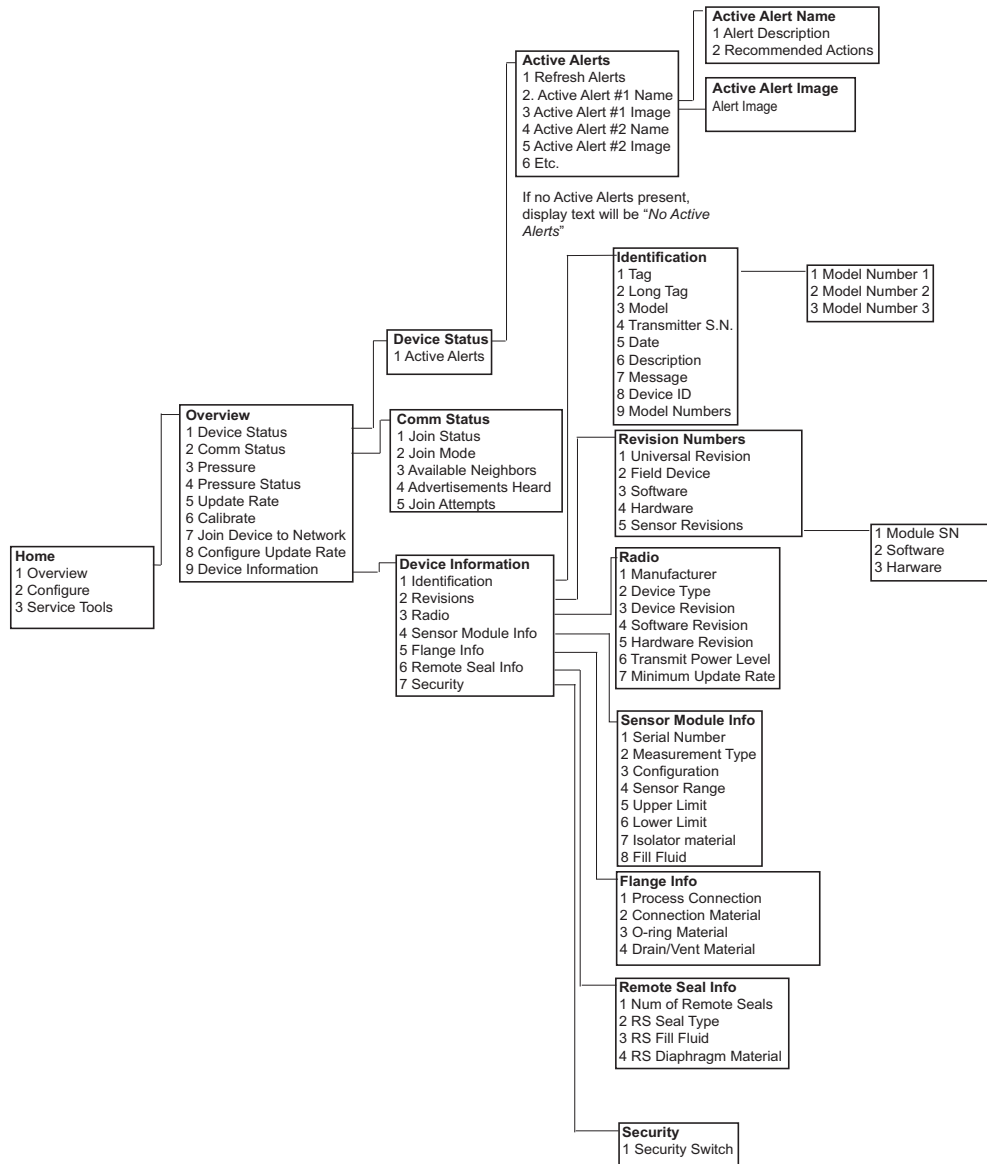 Active Alert Name
1 Alert Description
2 Recommended Actions
Active Alerts
1 Refresh Alerts
2. Active Alert #1 Name
3 Active Alert #1 Image
4 Active Alert #2 Name
5 Active Alert #2 Image
6 Etc.
Active Alert Image
Alert Image
If no Active Alerts present,
display text will be “No Active
Alerts”
Identification
1 Tag
2 Long Tag
3 Model
4 Transmitter S.N.
5 Date
6 Description
7 Message
8 Device ID
9 Model Numbers
1 Model Number 1
2 Model Number 2
3 Model Number 3
Device Status
1 Active Alerts
Overview
1 Device Status
2 Comm Status
3 Pressure
4 Pressure Status
5 Update Rate
6 Calibrate
7 Join Device to Network
8 Configure Update Rate
9 Device Information
Comm Status
1 Join Status
2 Join Mode
3 Available Neighbors
4 Advertisements Heard
5 Join Attempts
Revision Numbers
1 Universal Revision
2 Field Device
3 Software
4 Hardware
5 Sensor Revisions
1 Module SN
2 Software
3 Harware
Home
1 Overview
2 Configure
3 Service Tools
Device Information
1 Identification
2 Revisions
3 Radio
4 Sensor Module Info
5 Flange Info
6 Remote Seal Info
7 Security
Radio
1 Manufacturer
2 Device Type
3 Device Revision
4 Software Revision
5 Hardware Revision
6 Transmit Power Level
7 Minimum Update Rate
Sensor Module Info
1 Serial Number
2 Measurement Type
3 Configuration
4 Sensor Range
5 Upper Limit
6 Lower Limit
7 Isolator material
8 Fill Fluid
Flange Info
1 Process Connection
2 Connection Material
3 O-ring Material
4 Drain/Vent Material
Remote Seal Info
1 Num of Remote Seals
2 RS Seal Type
3 RS Fill Fluid
4 RS Diaphragm Material
Security
1 Security Switch